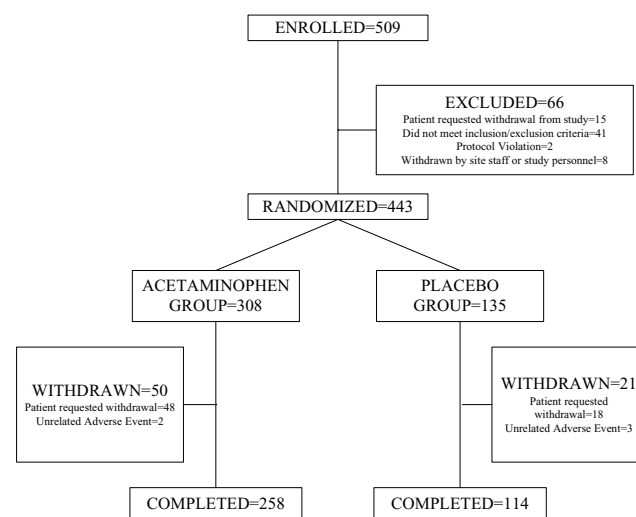 ENROLLED=509
EXCLUDED=66
Patient requested withdrawal from study=15
Did not meet inclusion/exclusion criteria=41
Protocol Violation=2
Withdrawn by site staff or study personnel=8
RANDOMIZED=443
ACETAMINOPHEN
GROUP=308
PLACEBO
GROUP=135
WITHDRAWN=50
Patient requested withdrawal=48
Unrelated Adverse Event=2
WITHDRAWN=21
Patient requested
withdrawal=18
Unrelated Adverse Event=3
COMPLETED=258
COMPLETED=114